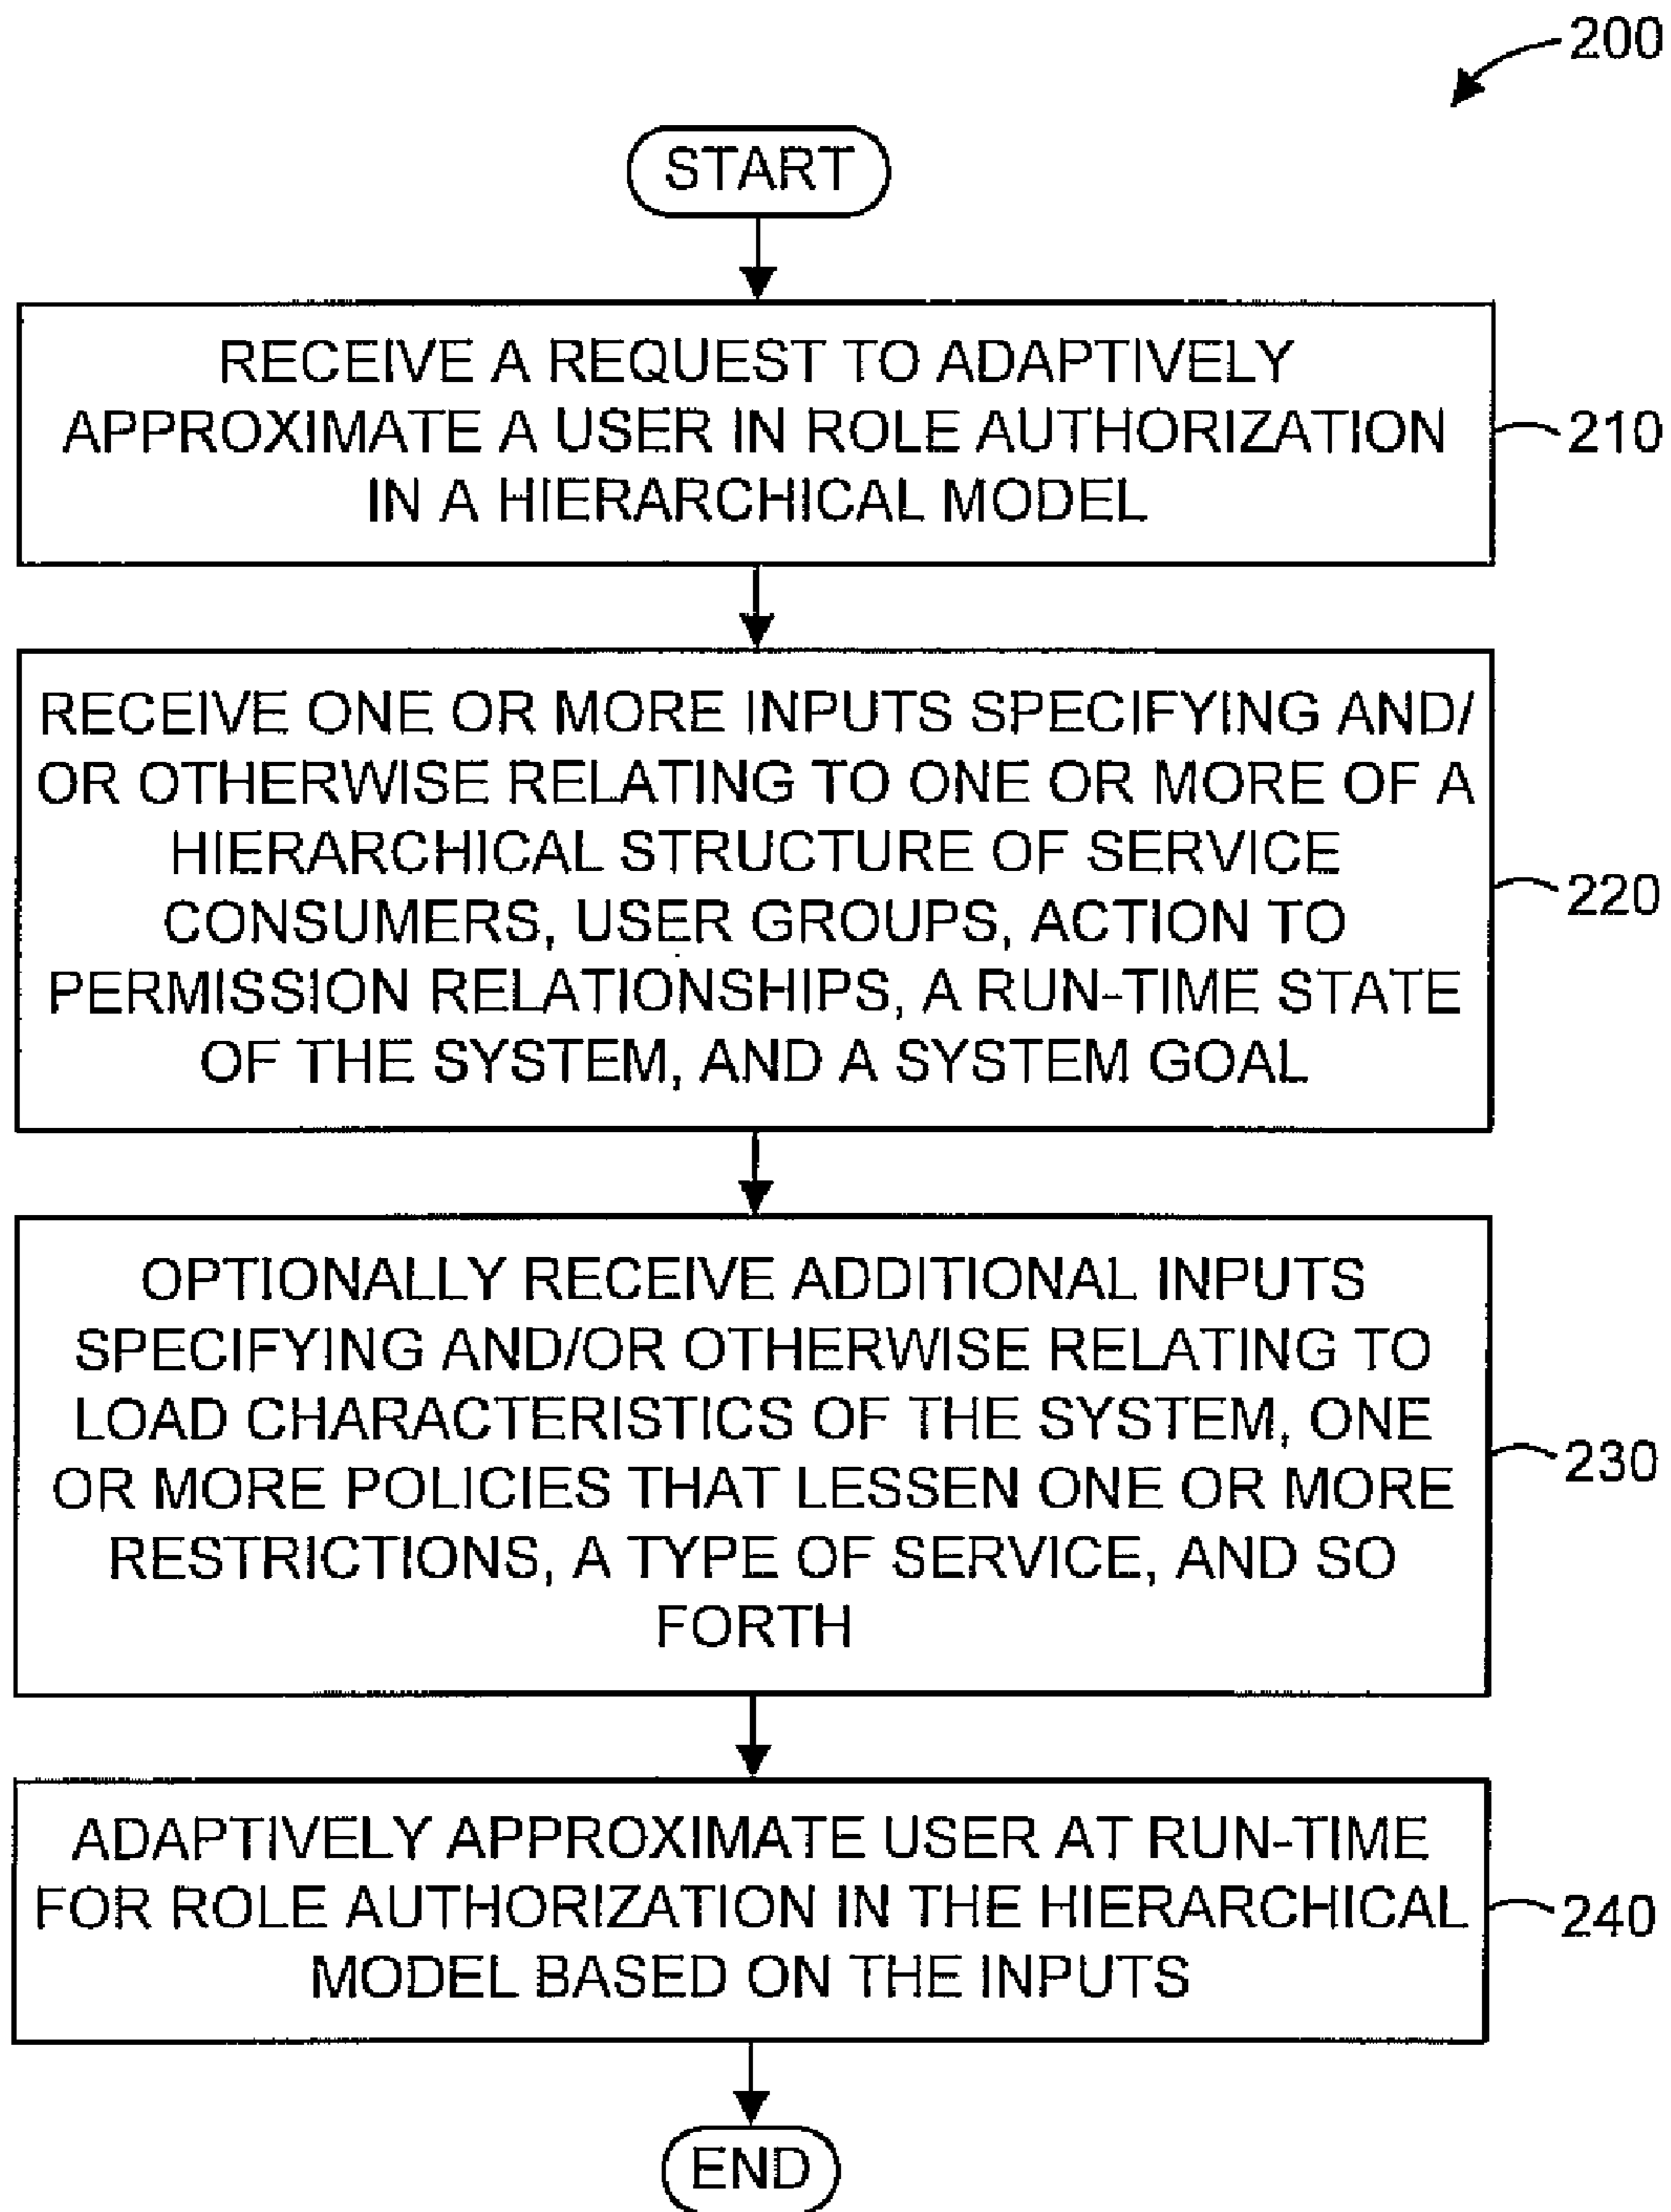 200
START
RECEIVE A REQUEST TO ADAPTIVELY
APPROXIMATE A USER IN ROLE AUTHORIZATION
IN A HIERARCHICAL MODEL
210
RECEIVE ONE OR MORE INPUTS SPECIFYING AND/
OR OTHERWISE RELATING TO ONE OR MORE OF A
HIERARCHICAL STRUCTURE OF SERVICE
CONSUMERS, USER GROUPS, ACTION TO
PERMISSION RELATIONSHIPS, A RUN-TIME STATE
OF THE SYSTEM, AND A SYSTEM GOAL
220
OPTIONALLY RECEIVE ADDITIONAL INPUTS
SPECIFYING AND/OR OTHERWISE RELATING TO
LOAD CHARACTERISTICS OF THE SYSTEM, ONE
OR MORE POLICIES THAT LESSEN ONE OR MORE
RESTRICTIONS, A TYPE OF SERVICE, AND SO
FORTH
230
ADAPTIVELY APPROXIMATE USER AT RUN-TIME
FOR ROLE AUTHORIZATION IN THE HIERARCHICAL
MODEL BASED ON THE INPUTS
240
END